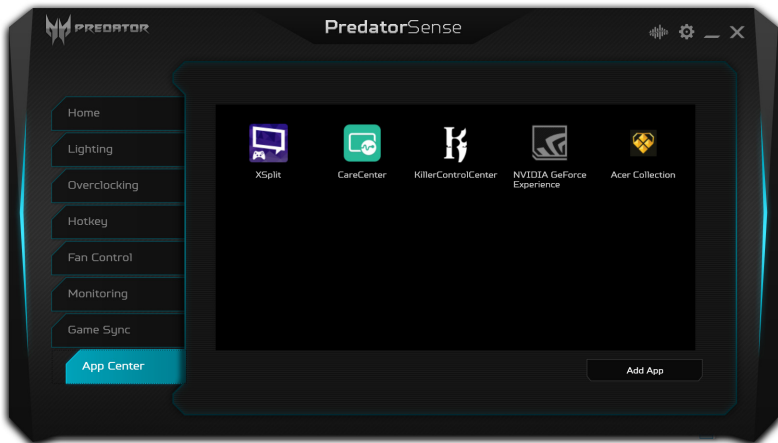 PREDATOR
PredatorSense
Home
Lighting
Overclocking
Hotkey
Fan Control
Monitoring
Game Sync
App Center
XSplit
CareCenter
KillerControlCenter
NVIDIA GeForce
Experience
Acer Collection
Add App